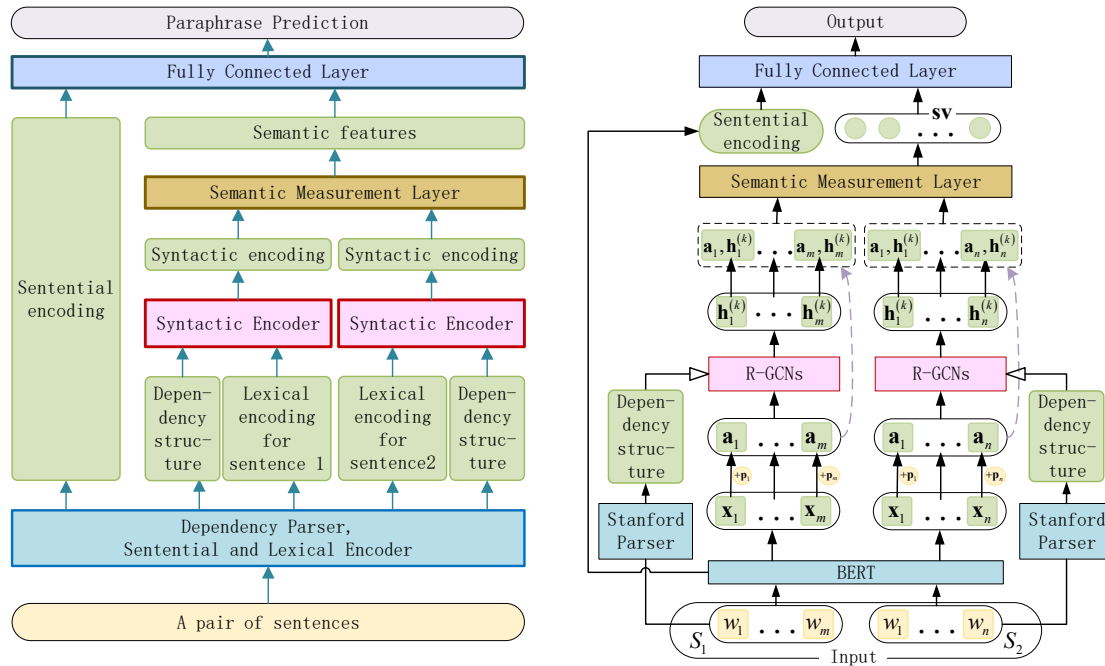 Paraphrase Prediction
Fully Connected Layer
Semantic features
Semantic Measurement Layer
Syntactic encoding
Syntactic encoding
Sentential
encoding
Syntactic Encoder
Syntactic Encoder
Depen-
dency
struc-
ture
Lexical
encoding
for
sentence 1
Lexical
encoding
for
sentence2
Depen-
dency
struc-
ture
Dependency Parser,
Sentential and Lexical Encoder
A pair of sentences
Output
Fully Connected Layer
Sentential
encoding
sv
. . .
Semantic Measurement Layer
a₁,h₁⁽ᵏ⁾ . . . aₘ,hₘ⁽ᵏ⁾
a₁,h₁⁽ᵏ⁾ . . . aₙ,hₙ⁽ᵏ⁾
h₁⁽ᵏ⁾ . . . hₘ⁽ᵏ⁾
h₁⁽ᵏ⁾ . . . hₙ⁽ᵏ⁾
R-GCNs
R-GCNs
Depen-
dency
struc-
ture
a₁ . . . aₘ
a₁ . . . aₙ
Depen-
dency
struc-
ture
+p₁
+pₘ
+p₁
+pₙ
x₁ . . . xₘ
x₁ . . . xₙ
Stanford
Parser
Stanford
Parser
BERT
S₁
w₁ . . . wₘ
w₁ . . . wₙ
S₂
Input